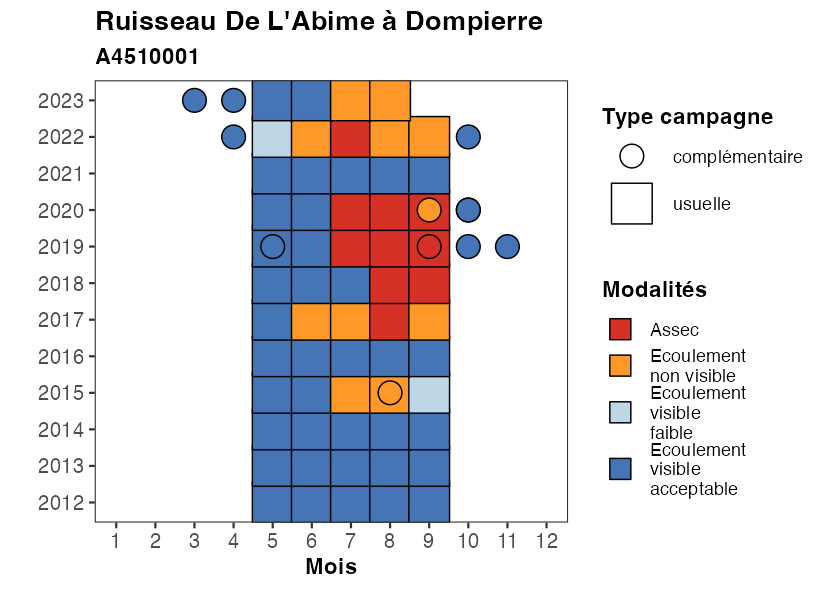 Ruisseau De L'Abime à Dompierre
A4510001
2023
2022
2021
2020
2019
2018
2017
2016
2015
2014
2013
2012
1 2 3 4 5 6 7 8 9 10 11 12
Mois
Type campagne
complémentaire
usuelle
Modalités
Assec
Ecoulement
non visible
Ecoulement
visible
faible
Ecoulement
visible
acceptable